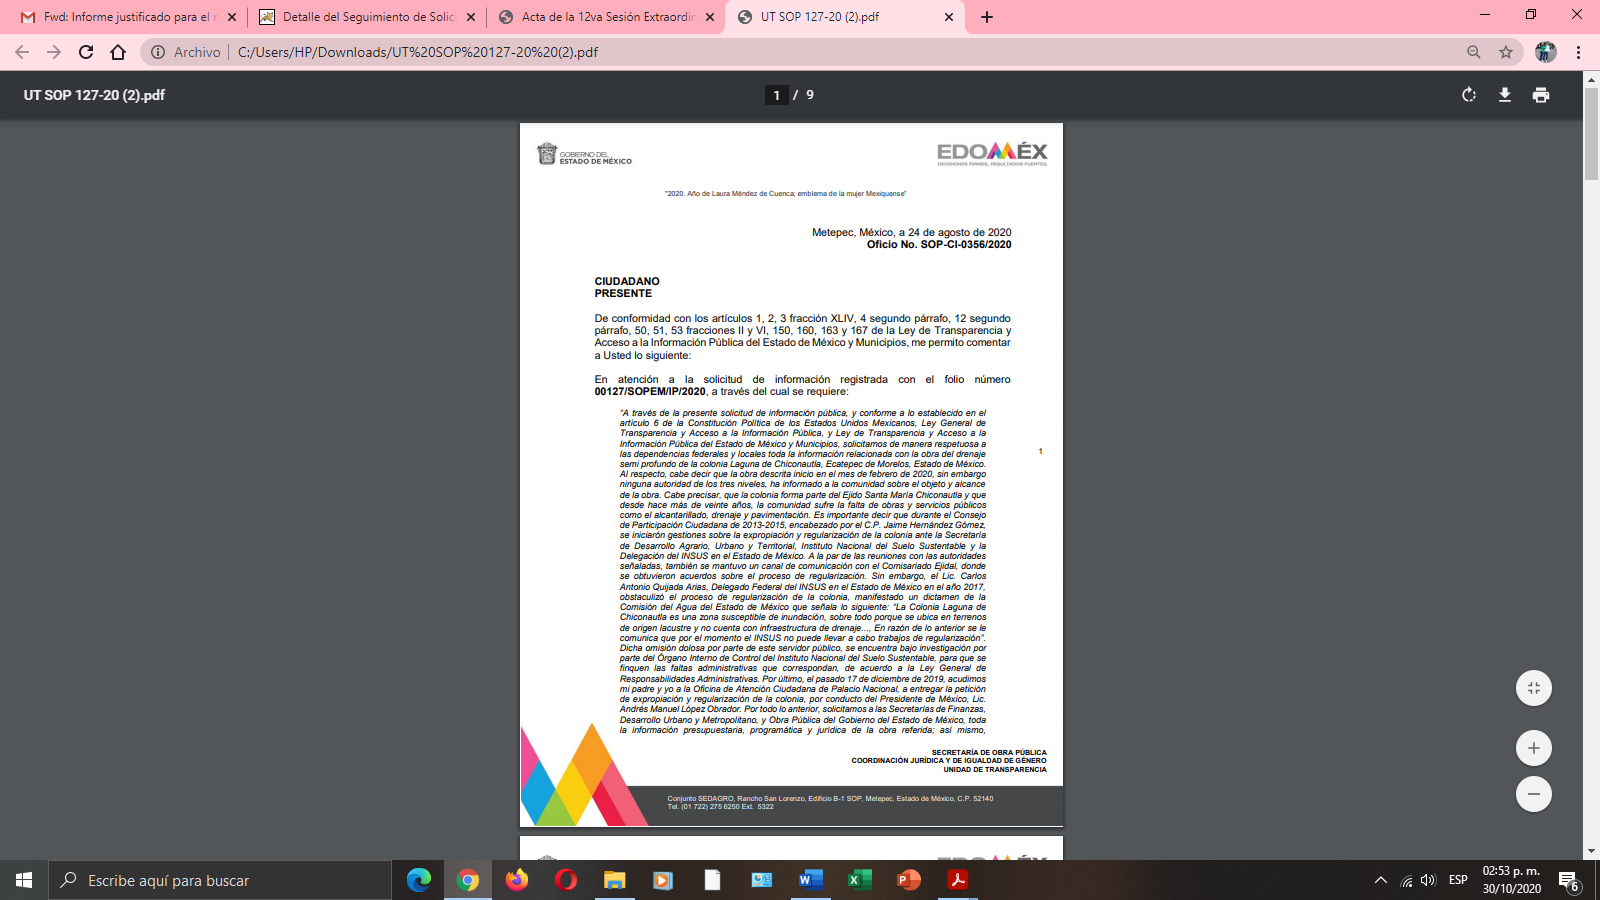 Fwd: Informe justificado para el r
Detalle del Seguimiento de Solici
Acta de la 12va Sesión Extraordin
UT SOP 127-20 (2).pdf
Archivo
C:/Users/HP/Downloads/UT%20SOP%20127-20%20(2).pdf
UT SOP 127-20 (2).pdf
1 / 9
GOBIERNO DEL
ESTADO DE MÉXICO
EDOMÉX
DECISIONES FIRMES, RESULTADOS FUERTES.
"2020. Año de Laura Méndez de Cuenca; emblema de la mujer Mexiquense"
Metepec, México, a 24 de agosto de 2020
Oficio No. SOP-CI-0356/2020
CIUDADANO
PRESENTE
De conformidad con los artículos 1, 2, 3 fracción XLIV, 4 segundo párrafo, 12 segundo
párrafo, 50, 51, 53 fracciones II y VI, 150, 160, 163 y 167 de la Ley de Transparencia y
Acceso a la Información Pública del Estado de México y Municipios, me permito comentar
a Usted lo siguiente:
En atención a la solicitud de información registrada con el folio número
00127/SOPEM/IP/2020, a través del cual se requiere:
"A través de la presente solicitud de información pública, y conforme a lo establecido en el
artículo 6 de la Constitución Política de los Estados Unidos Mexicanos, Ley General de
Transparencia y Acceso a la Información Pública, y Ley de Transparencia y Acceso a la
Información Pública del Estado de México y Municipios, solicitamos de manera respetuosa a
las dependencias federales y locales toda la información relacionada con la obra del drenaje
1
semi profundo de la colonia Laguna de Chiconautla, Ecatepec de Morelos, Estado de México.
Al respecto, cabe decir que la obra descrita inicio en el mes de febrero de 2020, sin embargo
ninguna autoridad de los tres niveles, ha informado a la comunidad sobre el objeto y alcance
de la obra. Cabe precisar, que la colonia forma parte del Ejido Santa María Chiconautla y que
desde hace más de veinte años, la comunidad sufre la falta de obras y servicios públicos
como el alcantarillado, drenaje y pavimentación. Es importante decir que durante el Consejo
de Participación Ciudadana de 2013-2015, encabezado por el C.P. Jaime Hernández Gómez,
se iniciarón gestiones sobre la expropiación y regularización de la colonia ante la Secretaría
de Desarrollo Agrario, Urbano y Territorial, Instituto Nacional del Suelo Sustentable y la
Delegación del INSUS en el Estado de México. A la par de las reuniones con las autoridades
señaladas, también se mantuvo un canal de comunicación con el Comisariado Ejidal, donde
se obtuvieron acuerdos sobre el proceso de regularización. Sin embargo, el Lic. Carlos
Antonio Quijada Arias, Delegado Federal del INSUS en el Estado de México en el año 2017,
obstaculizó el proceso de regularización de la colonia, manifestado un dictamen de la
Comisión del Agua del Estado de México que señala lo siguiente: "La Colonia Laguna de
Chiconautla es una zona susceptible de inundación, sobre todo porque se ubica en terrenos
de origen lacustre y no cuenta con infraestructura de drenaje..., En razón de lo anterior se le
comunica que por el momento el INSUS no puede llevar a cabo trabajos de regularización".
Dicha omisión dolosa por parte de este servidor público, se encuentra bajo investigación por
parte del Órgano Interno de Control del Instituto Nacional del Suelo Sustentable, para que se
finquen las faltas administrativas que correspondan, de acuerdo a la Ley General de
Responsabilidades Administrativas. Por último, el pasado 17 de diciembre de 2019, acudimos
mi padre y yo a la Oficina de Atención Ciudadana de Palacio Nacional, a entregar la petición
de expropiación y regularización de la colonia, por conducto del Presidente de México, Lic.
Andrés Manuel López Obrador. Por todo lo anterior, solicitamos a las Secretarías de Finanzas,
Desarrollo Urbano y Metropolitano, y Obra Pública del Gobierno del Estado de México, toda
la información presupuestaria, programática y jurídica de la obra referida; así mismo,
SECRETARÍA DE OBRA PÚBLICA
COORDINACIÓN JURÍDICA Y DE IGUALDAD DE GÉNERO
UNIDAD DE TRANSPARENCIA
Conjunto SEDAGRO, Rancho San Lorenzo, Edificio B-1 SOP, Metepec, Estado de México, C.P. 52140
Tel. (01 722) 275 6250 Ext. 5322
Escribe aquí para buscar
ESP
02:53 p. m.
30/10/2020
6